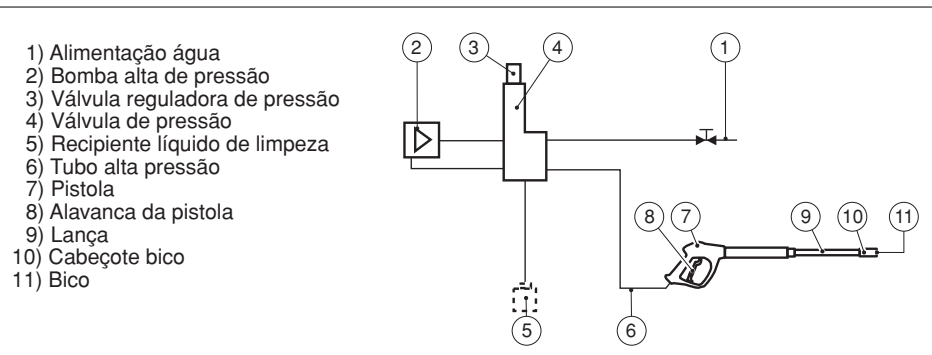 1) Alimentação água
2) Bomba alta de pressão
3) Válvula reguladora de pressão
4) Válvula de pressão
5) Recipiente líquido de limpeza
6) Tubo alta pressão
7) Pistola
8) Alavanca da pistola
9) Lança
10) Cabeçote bico
11) Bico
2 3 4 1
8 7 9 10 11
5 6